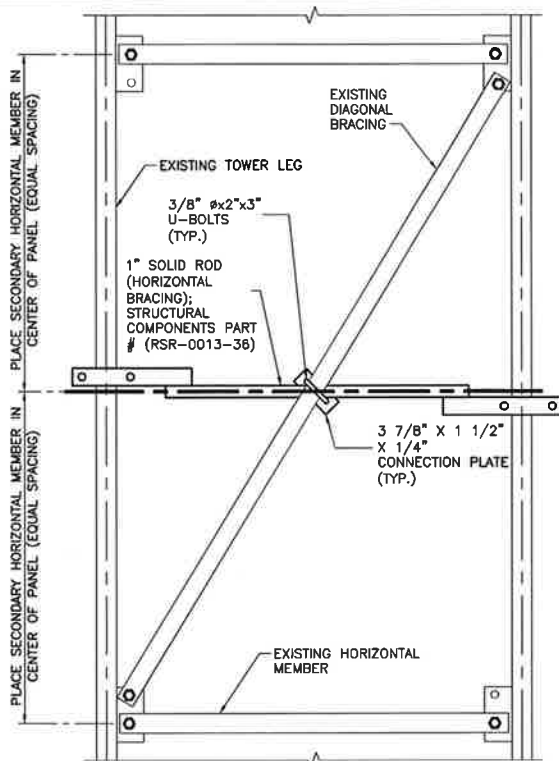 PLACE SECONDARY HORIZONTAL MEMBER IN
CENTER OF PANEL (EQUAL SPACING)
EXISTING
DIAGONAL
BRACING
EXISTING TOWER LEG
3/8" øx2"x3"
U-BOLTS
(TYP.)
1" SOLID ROD
(HORIZONTAL
BRACING);
STRUCTURAL
COMPONENTS PART
# (RSR-0013-36)
3 7/8" X 1 1/2"
X 1/4"
CONNECTION PLATE
(TYP.)
PLACE SECONDARY HORIZONTAL MEMBER IN
CENTER OF PANEL (EQUAL SPACING)
EXISTING HORIZONTAL
MEMBER